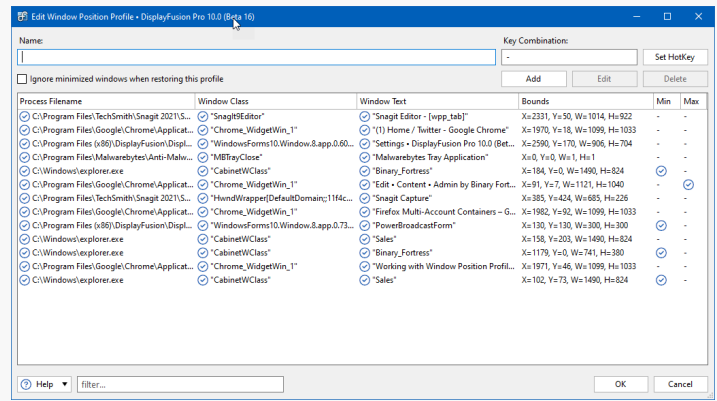 Edit Window Position Profile • DisplayFusion Pro 10.0 (Beta 16)
Name: Key Combination:
- Set HotKey
Ignore minimized windows when restoring this profile Add Edit Delete
Process Filename Window Class Window Text Bounds Min Max
C:\Program Files\TechSmith\Snagit 2021\S... "SnagIt9Editor" "Snagit Editor - [wpp_tab]" X=2331, Y=50, W=1014, H=922 - -
C:\Program Files\Google\Chrome\Applicat... "Chrome_WidgetWin_1" "(1) Home / Twitter - Google Chrome" X=1970, Y=18, W=1099, H=1033 - -
C:\Program Files (x86)\DisplayFusion\Displ... "WindowsForms10.Window.8.app.0.60... "Settings • DisplayFusion Pro 10.0 (Bet... X=2590, Y=170, W=906, H=704 - -
C:\Program Files\Malwarebytes\Anti-Malw... "MBTrayClose" "Malwarebytes Tray Application" X=0, Y=0, W=1, H=1 - -
C:\Windows\explorer.exe "CabinetWClass" "Binary_Fortress" X=184, Y=0, W=1490, H=824 -
C:\Program Files\Google\Chrome\Applicat... "Chrome_WidgetWin_1" "Edit • Content • Admin by Binary Fort... X=91, Y=7, W=1121, H=1040 -
C:\Program Files\TechSmith\Snagit 2021\S... "HwndWrapper[DefaultDomain;;11f4c... "Snagit Capture" X=385, Y=424, W=685, H=226 - -
C:\Program Files\Google\Chrome\Applicat... "Chrome_WidgetWin_1" "Firefox Multi-Account Containers – G... X=1982, Y=92, W=1099, H=1033 - -
C:\Program Files (x86)\DisplayFusion\Displ... "WindowsForms10.Window.8.app.0.73... "PowerBroadcastForm" X=130, Y=130, W=300, H=300 -
C:\Windows\explorer.exe "CabinetWClass" "Sales" X=158, Y=203, W=1490, H=824 - -
C:\Windows\explorer.exe "CabinetWClass" "Binary_Fortress" X=1179, Y=0, W=741, H=380 -
C:\Program Files\Google\Chrome\Applicat... "Chrome_WidgetWin_1" "Working with Window Position Profil... X=1971, Y=46, W=1099, H=1033 - -
C:\Windows\explorer.exe "CabinetWClass" "Sales" X=102, Y=73, W=1490, H=824 -
Help filter... OK Cancel